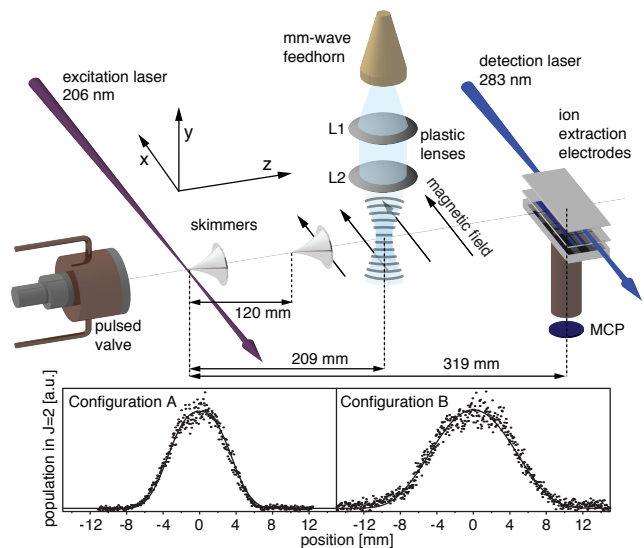 mm-wave
feedhorn
excitation laser
206 nm
detection laser
283 nm
ion
extraction
electrodes
y
x
z
L1
plastic
lenses
L2
magnetic field
skimmers
pulsed
valve
120 mm
MCP
209 mm
319 mm
population in J=2 [a.u.]
Configuration A
Configuration B
-12 -8 -4 0 4 8 12 -12 -8 -4 0 4 8 12
position [mm]